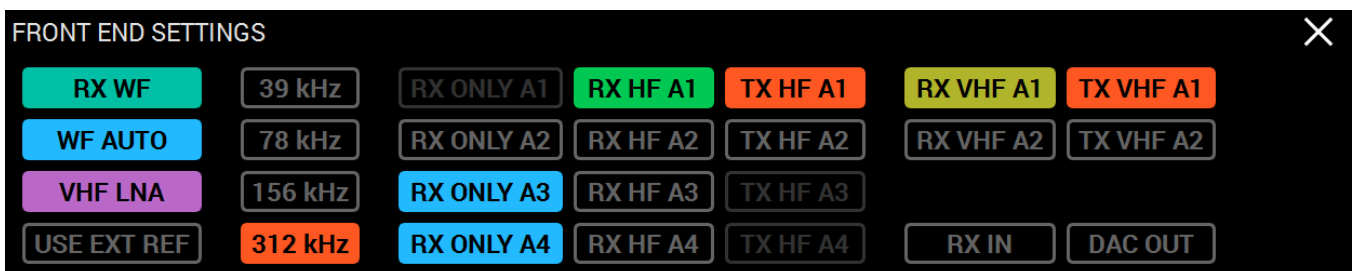 FRONT END SETTINGS
RX WF 39 kHz RX ONLY A1 RX HF A1 TX HF A1 RX VHF A1 TX VHF A1
WF AUTO 78 kHz RX ONLY A2 RX HF A2 TX HF A2 RX VHF A2 TX VHF A2
VHF LNA 156 kHz RX ONLY A3 RX HF A3 TX HF A3
USE EXT REF 312 kHz RX ONLY A4 RX HF A4 TX HF A4 RX IN DAC OUT